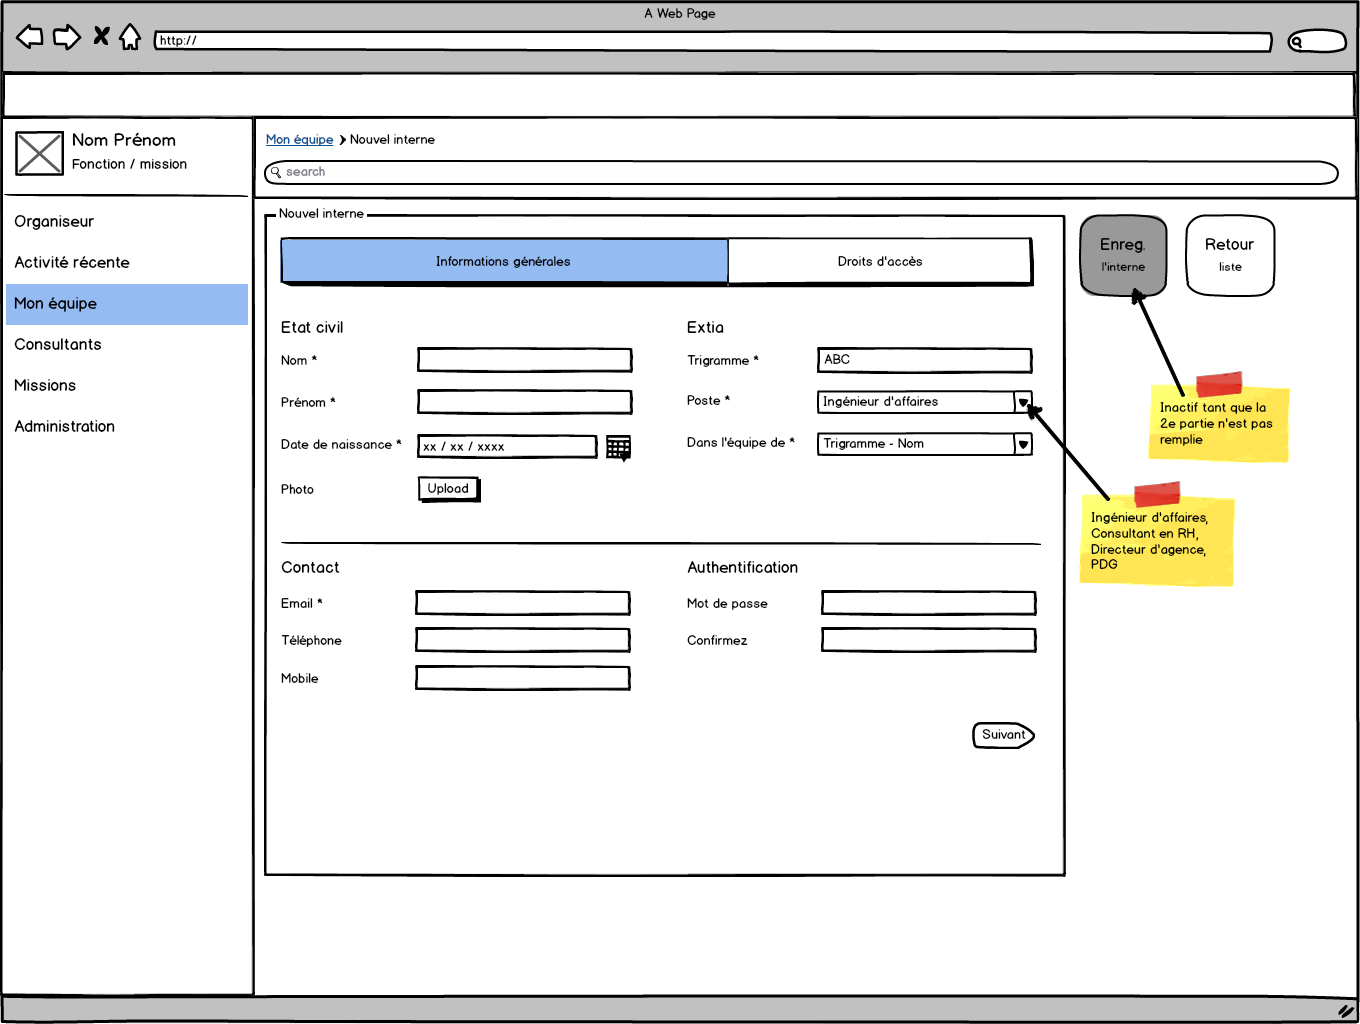 A Web Page
http://
Nom Prénom
Fonction / mission
Organiseur
Activité récente
Mon équipe
Consultants
Missions
Administration
Mon équipe Nouvel interne
search
Nouvel interne
Informations générales
Droits d'accès
Etat civil
Nom *
Prénom *
Date de naissance *
xx / xx / xxxx
Photo
Upload
Extia
Trigramme *
ABC
Poste *
Ingénieur d'affaires
Dans l'équipe de *
Trigramme - Nom
Contact
Email *
Téléphone
Mobile
Authentification
Mot de passe
Confirmez
Suivant
Enreg.
l'interne
Retour
liste
Inactif tant que la
2e partie n'est pas
remplie
Ingénieur d'affaires,
Consultant en RH,
Directeur d'agence,
PDG